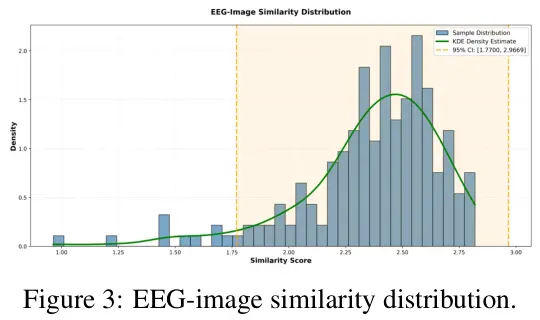 EEG-Image Similarity Distribution
Sample Distribution
KDE Density Estimate
95% CI: [1.7700, 2.9669]
2.0
1.5
1.0
0.5
0.0
Density
1.00
1.25
1.50
1.75
2.00
2.25
2.50
2.75
3.00
Similarity Score
Figure 3: EEG-image similarity distribution.